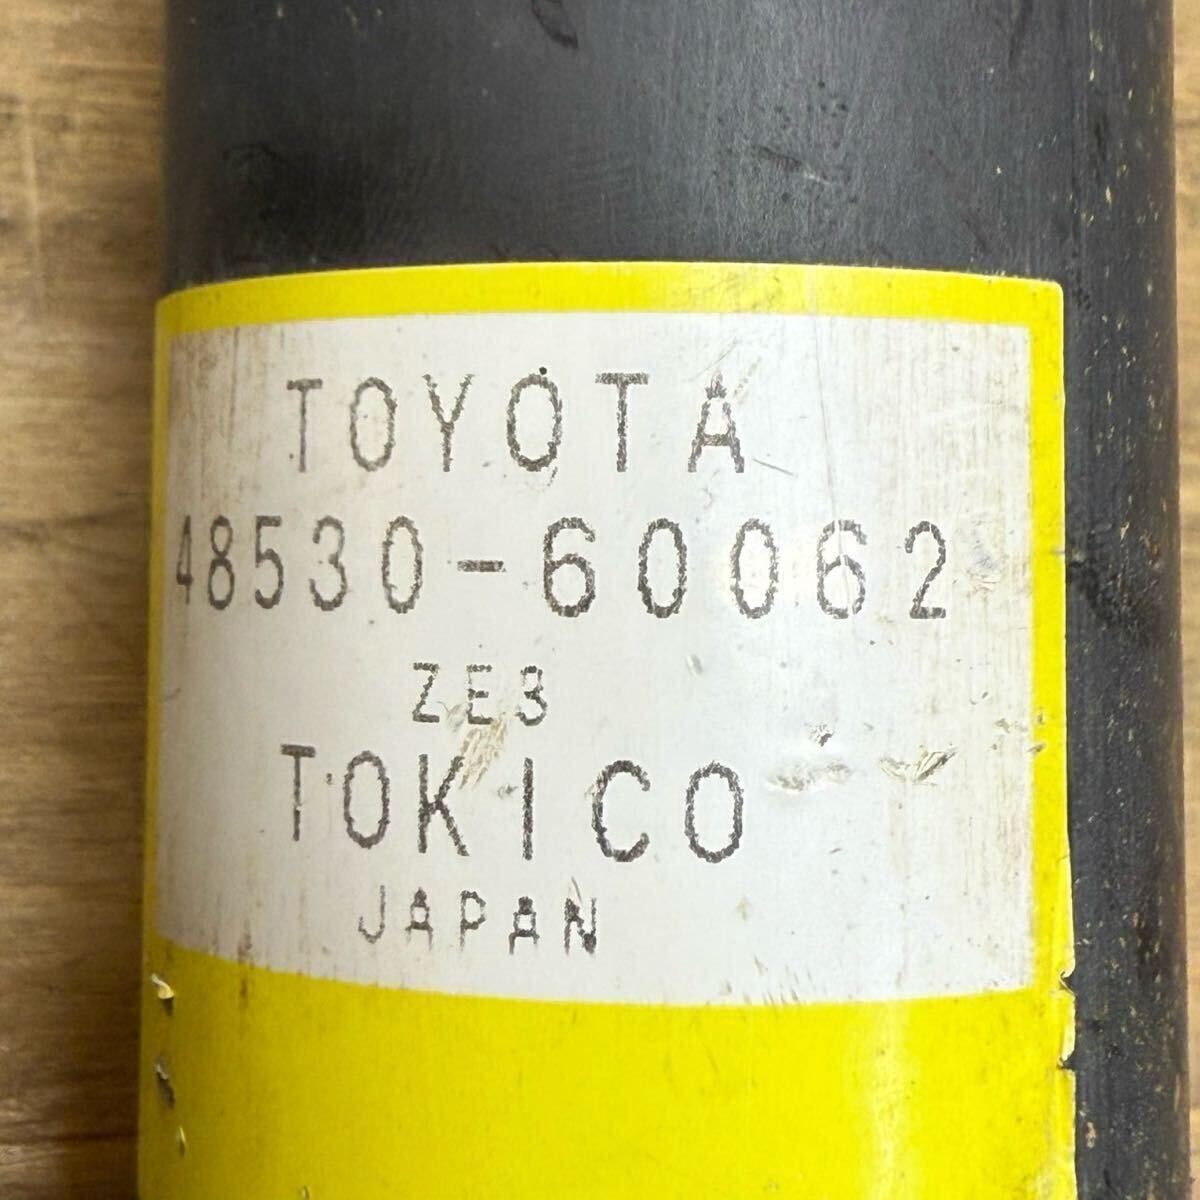 TOYOTA
48530-60062
ZE3
TOKICO
JAPAN